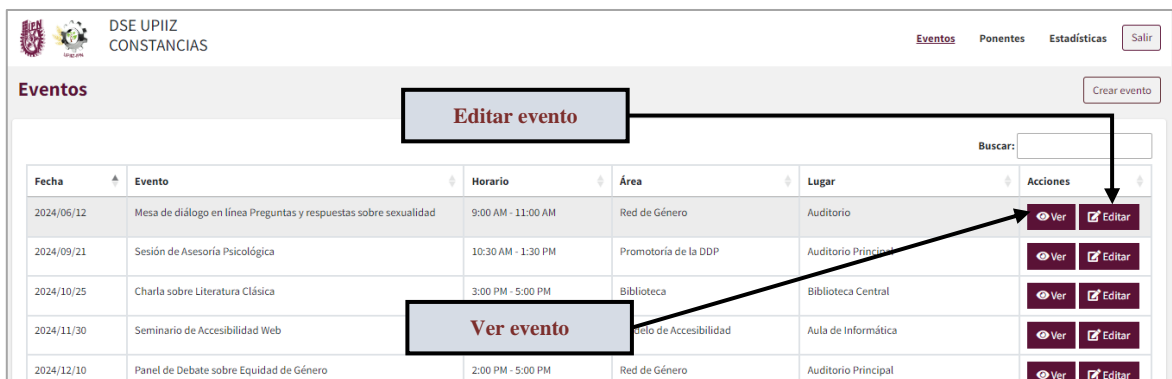 DSE UPIIZ
CONSTANCIAS
Eventos Ponentes Estadísticas Salir
Eventos
Crear evento
Editar evento
Buscar:
Fecha Evento Horario Área Lugar Acciones
2024/06/12 Mesa de diálogo en línea Preguntas y respuestas sobre sexualidad 9:00 AM - 11:00 AM Red de Género Auditorio Ver Editar
2024/09/21 Sesión de Asesoría Psicológica 10:30 AM - 1:30 PM Promotoría de la DDP Auditorio Principal Ver Editar
2024/10/25 Charla sobre Literatura Clásica 3:00 PM - 5:00 PM Biblioteca Biblioteca Central Ver Editar
Ver evento
2024/11/30 Seminario de Accesibilidad Web de Accesibilidad Aula de Informática Ver Editar
2024/12/10 Panel de Debate sobre Equidad de Género 2:00 PM - 5:00 PM Red de Género Auditorio Principal Ver Editar